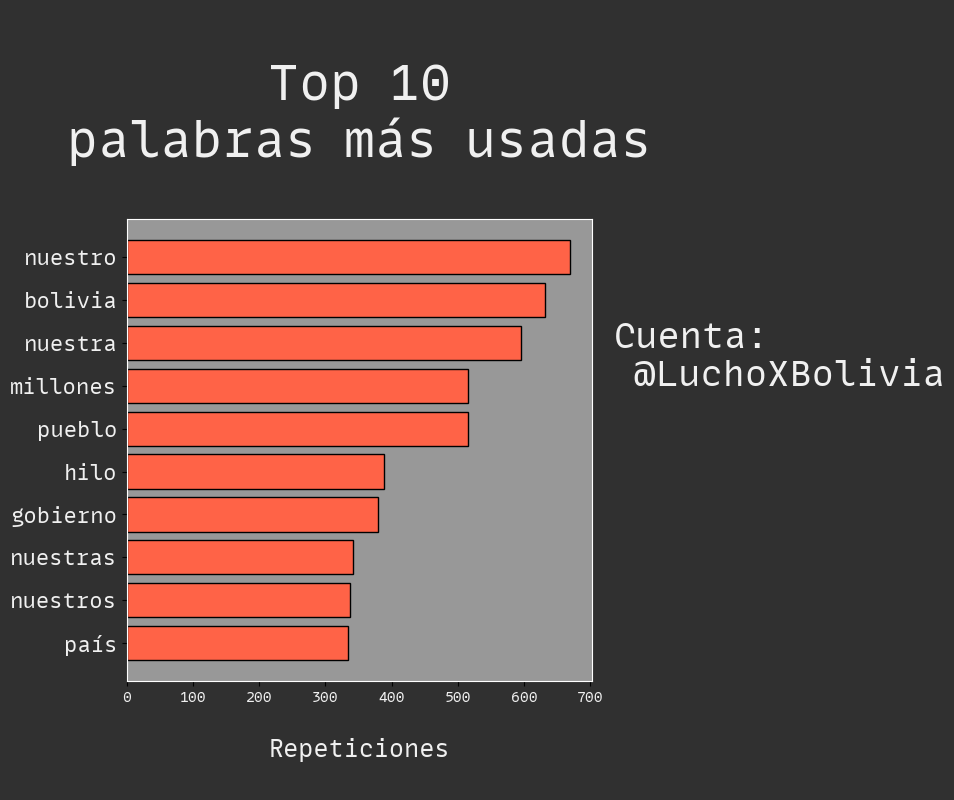 Top 10
palabras más usadas
nuestro
bolivia
nuestra
millones
pueblo
hilo
gobierno
nuestras
nuestros
país
Cuenta:
@LuchoXBolivia
0 100 200 300 400 500 600 700
Repeticiones